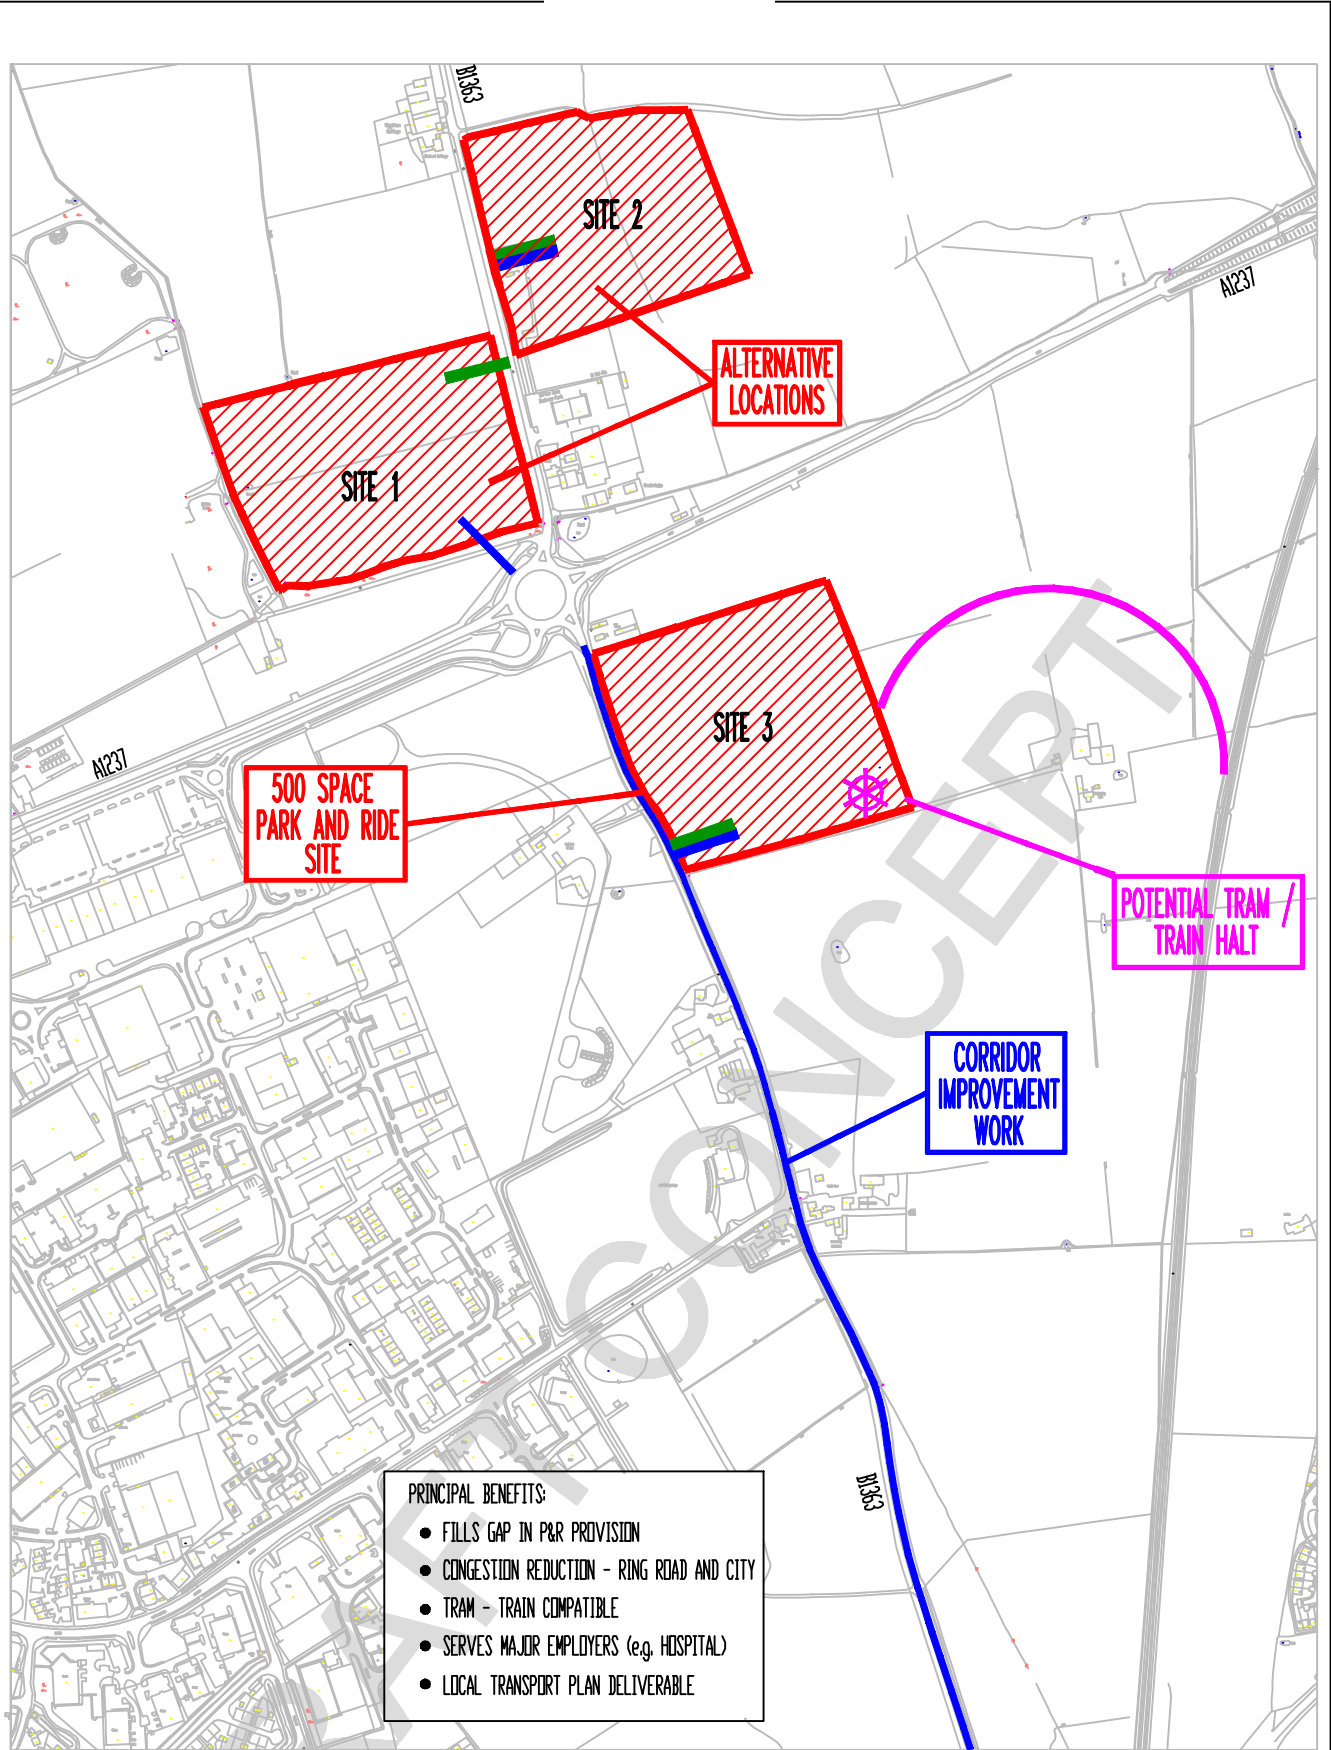 B1363
SITE 2
A1237
ALTERNATIVE
LOCATIONS
SITE 1
SITE 3
A1237
500 SPACE
PARK AND RIDE
SITE
POTENTIAL TRAM /
TRAIN HALT
CORRIDOR
IMPROVEMENT
WORK
B1363
PRINCIPAL BENEFITS:
● FILLS GAP IN P&R PROVISION
● CONGESTION REDUCTION - RING ROAD AND CITY
● TRAM - TRAIN COMPATIBLE
● SERVES MAJOR EMPLOYERS (e.g. HOSPITAL)
● LOCAL TRANSPORT PLAN DELIVERABLE
RAFT CONCEPT